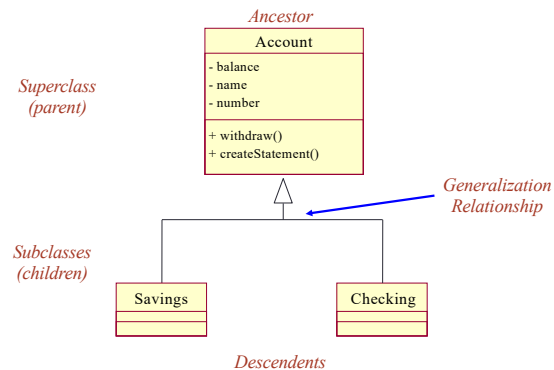 Ancestor
Account
Superclass
(parent)
- balance
- name
- number
+ withdraw()
+ createStatement()
Generalization
Relationship
Subclasses
(children)
Savings
Checking
Descendents